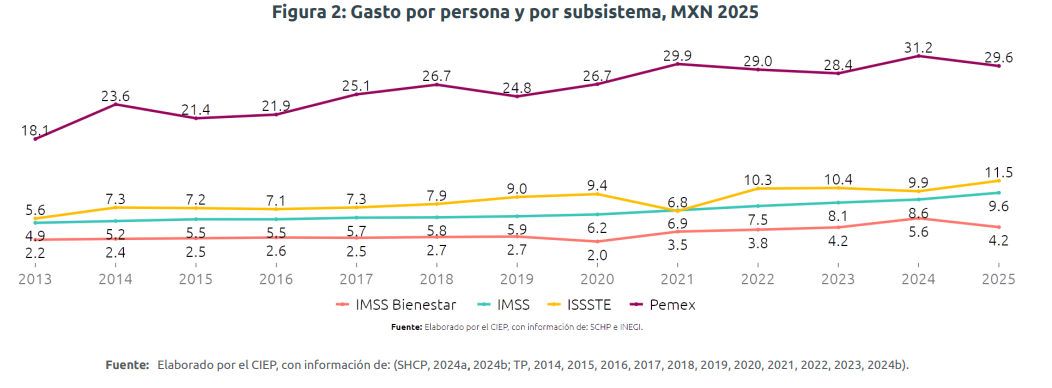 Figura 2: Gasto por persona y por subsistema, MXN 2025
18.1 23.6 21.4 21.9 25.1 26.7 24.8 26.7 29.9 29.0 28.4 31.2 29.6
5.6 7.3 7.2 7.1 7.3 7.9 9.0 9.4 6.8 10.3 10.4 9.9 11.5
4.9 5.2 5.5 5.5 5.7 5.8 5.9 6.2 6.9 7.5 8.1 8.6 9.6
2.2 2.4 2.5 2.6 2.5 2.7 2.7 2.0 3.5 3.8 4.2 5.6 4.2
2013 2014 2015 2016 2017 2018 2019 2020 2021 2022 2023 2024 2025
IMSS Bienestar IMSS ISSSTE Pemex
Fuente: Elaborado por el CIEP, con información de: SCHP e INEGI.
Fuente: Elaborado por el CIEP, con información de: (SHCP, 2024a, 2024b; TP, 2014, 2015, 2016, 2017, 2018, 2019, 2020, 2021, 2022, 2023, 2024b).